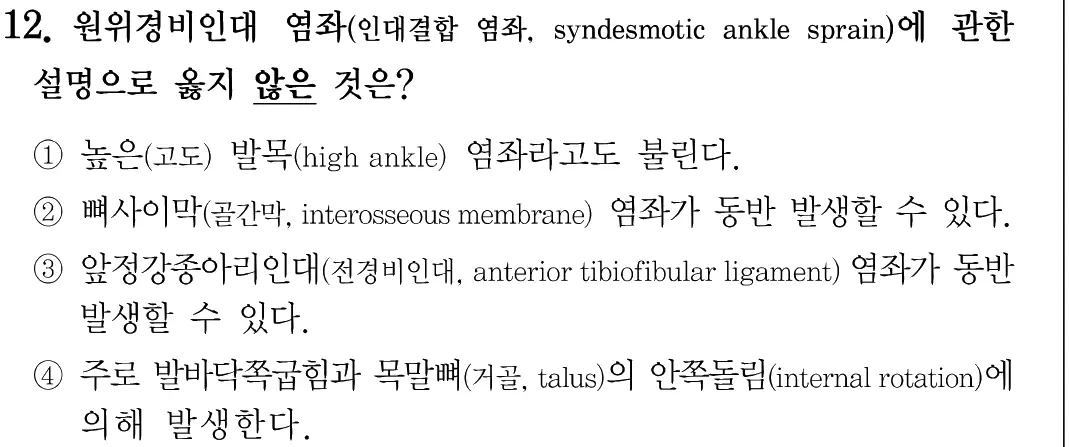 12. 원위경비인대 염좌(인대결합 염좌, syndesmotic ankle sprain)에 관한
설명으로 옳지 않은 것은?
① 높은(고도) 발목(high ankle) 염좌라고도 불린다.
② 뼈사이막(골간막, interosseous membrane) 염좌가 동반 발생할 수 있다.
③ 앞정강종아리인대(전경비인대, anterior tibiofibular ligament) 염좌가 동반
발생할 수 있다.
④ 주로 발바닥쪽굽힘과 목말뼈(거골, talus)의 안쪽돌림(internal rotation)에
의해 발생한다.